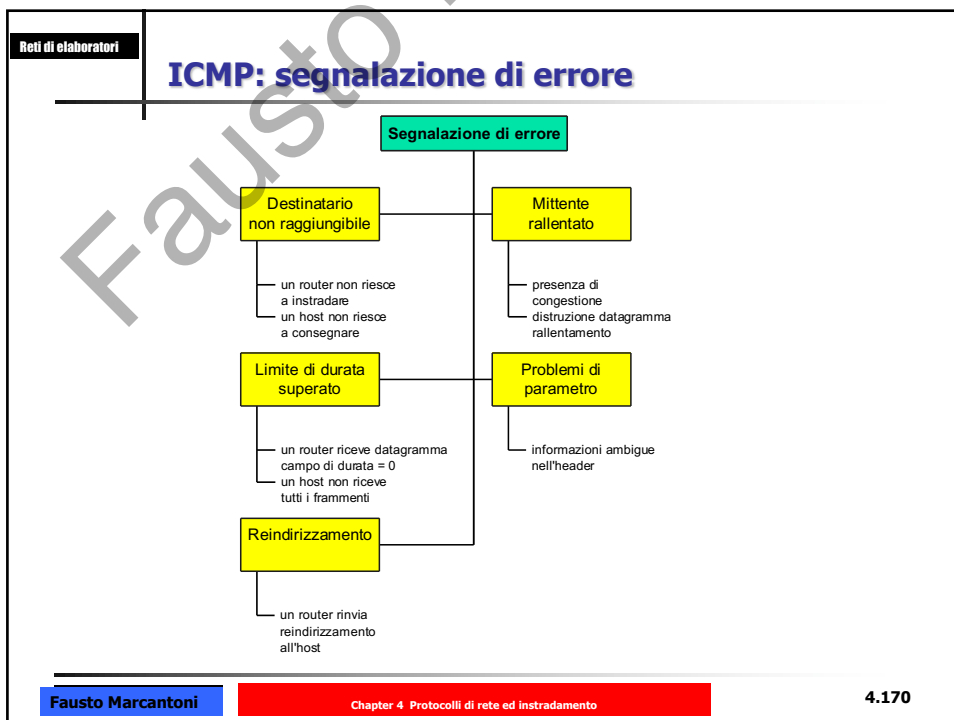 Reti di elaboratori
ICMP: segnalazione di errore
Segnalazione di errore
Destinatario
non raggiungibile
un router non riesce
a instradare
un host non riesce
a consegnare
Mittente
rallentato
presenza di
congestione
distruzione datagramma
rallentamento
Limite di durata
superato
un router riceve datagramma
campo di durata = 0
un host non riceve
tutti i frammenti
Problemi di
parametro
informazioni ambigue
nell'header
Reindirizzamento
un router rinvia
reindirizzamento
all'host
Fausto
Fausto Marcantoni
Chapter 4 Protocolli di rete ed instradamento
4.170